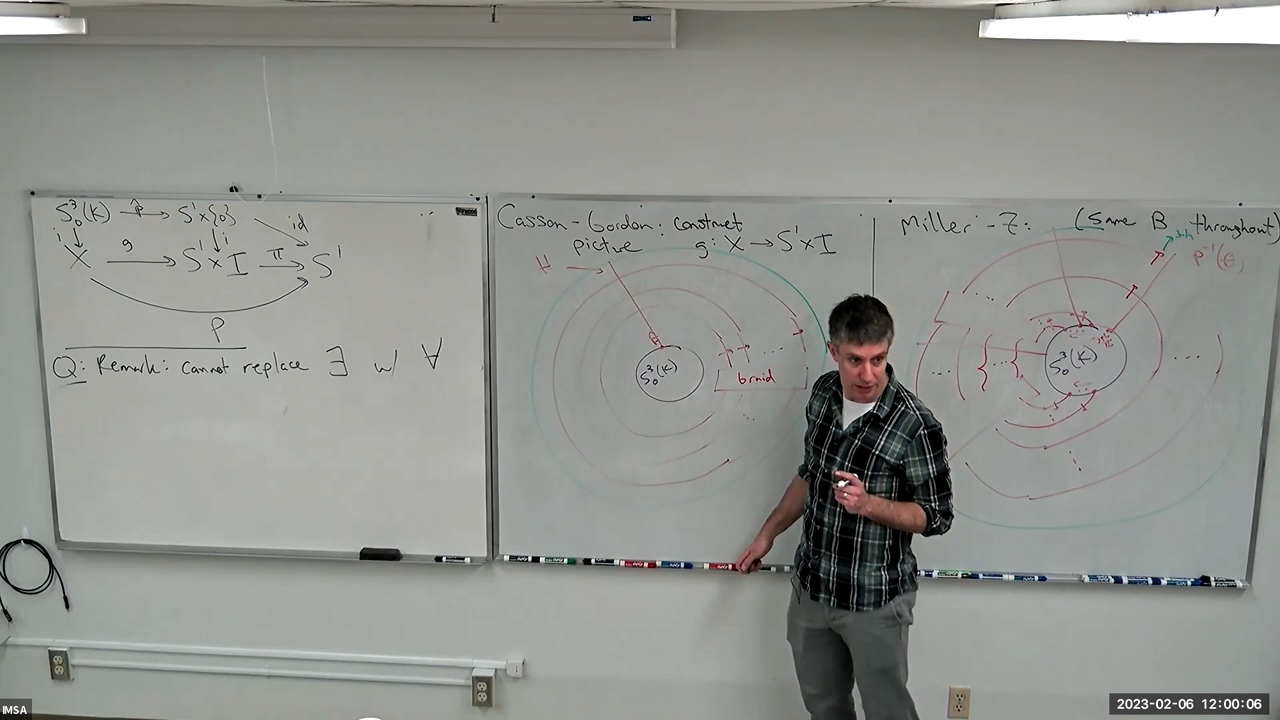 S³₀(K) →p̂ S¹×{0}
id
i
i
X →g S¹×I →π S¹
p
Q: Remark: cannot replace ∃ w/ ∀
Casson-Gordon: construct
picture g: X → S¹×I
H
S³₀(K)
braid
...
Miller-Z: (same B throughout)
p⁻¹(θ)
S³₀(K)
IMSA
2023-02-06 12:00:06